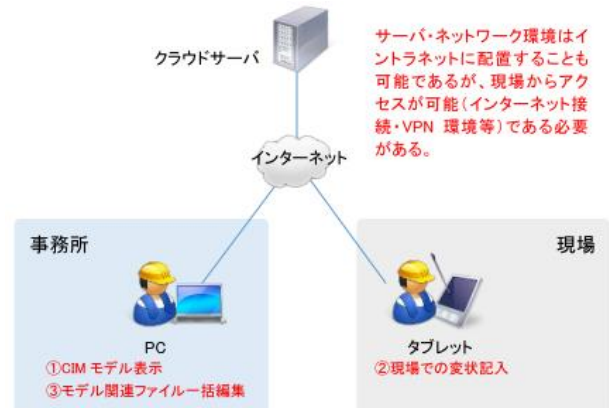 クラウドサーバ
サーバ・ネットワーク環境はイ
ントラネットに配置することも
可能であるが、現場からアク
セスが可能（インターネット接
続・VPN 環境等）である必要
がある。
インターネット
事務所
PC
①CIM モデル表示
③モデル関連ファイル一括編集
現場
タブレット
②現場での変状記入